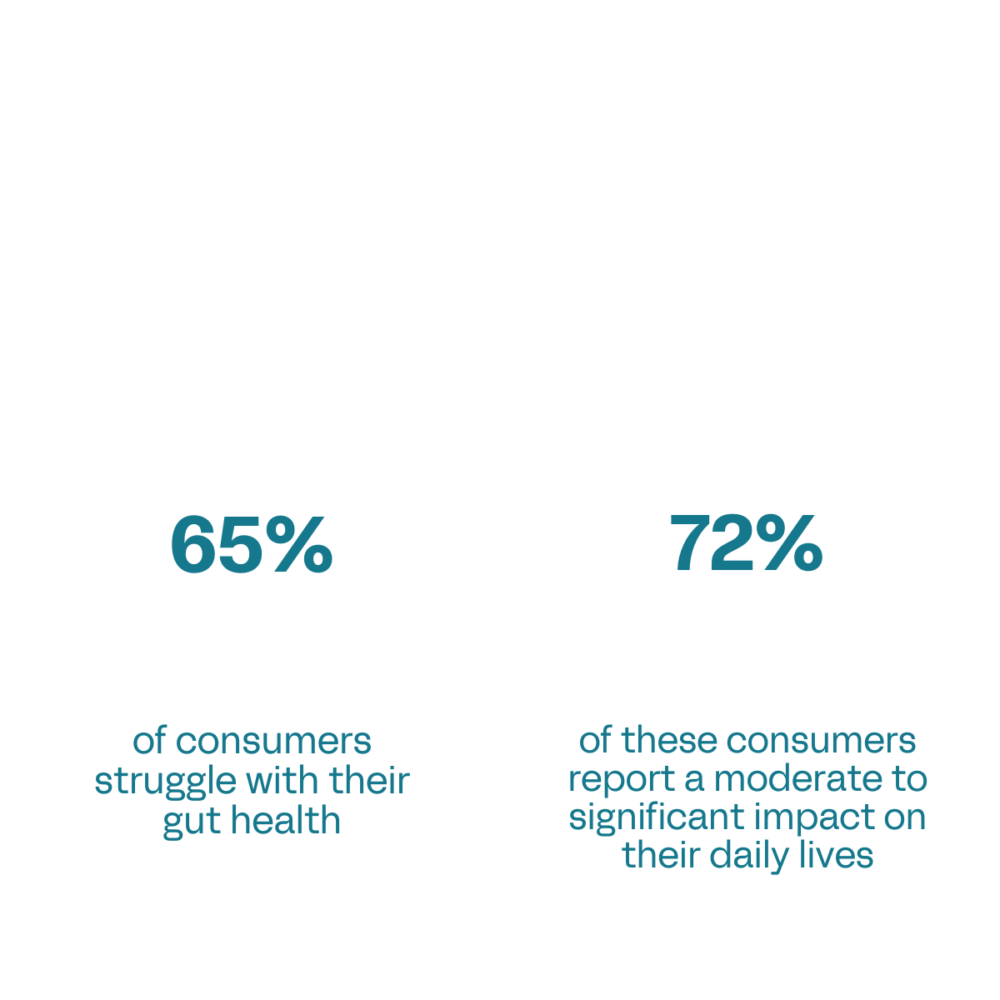 65%
of consumers
struggle with their
gut health
72%
of these consumers
report a moderate to
significant impact on
their daily lives